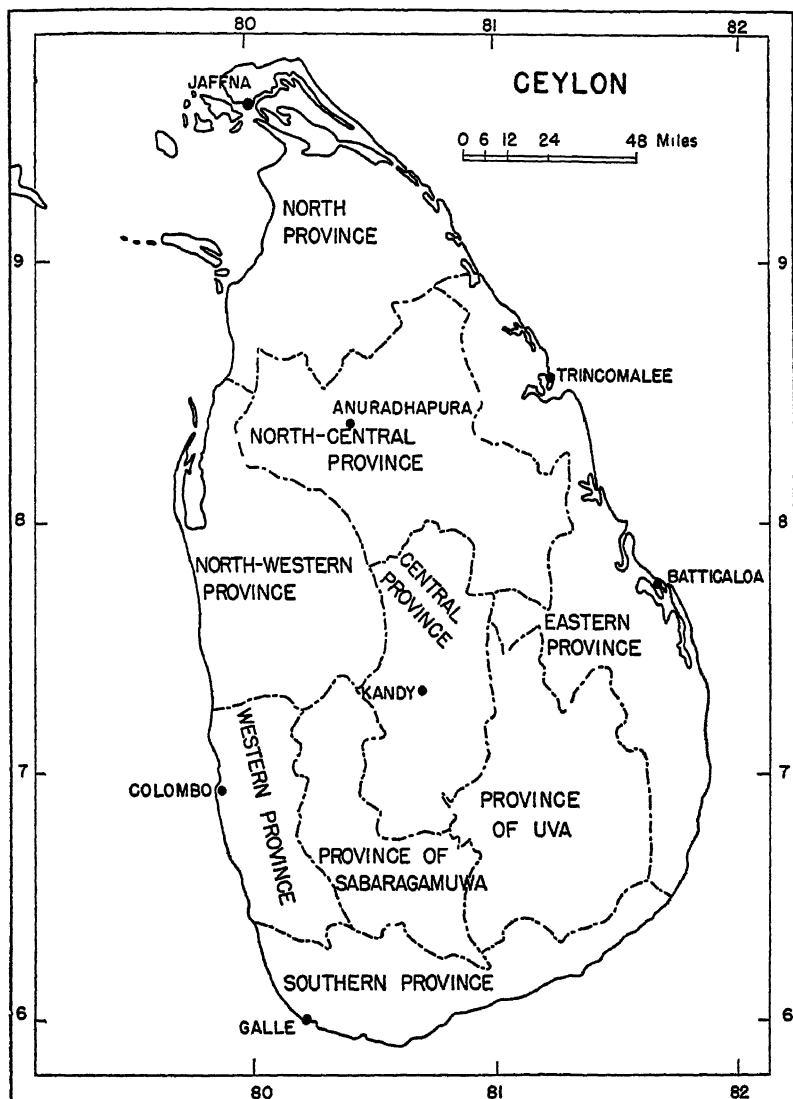 80 81 82
JAFFNA
CEYLON
0 6 12 24 48 Miles
NORTH
PROVINCE
9 9
TRINCOMALEE
ANURADHAPURA
NORTH-CENTRAL
PROVINCE
8 8
NORTH-WESTERN
PROVINCE
CENTRAL
PROVINCE
BATTICALOA
EASTERN
PROVINCE
KANDY
WESTERN PROVINCE
7 7
COLOMBO
PROVINCE
OF UVA
PROVINCE OF
SABARAGAMUWA
SOUTHERN PROVINCE
6 6
GALLE
80 81 82